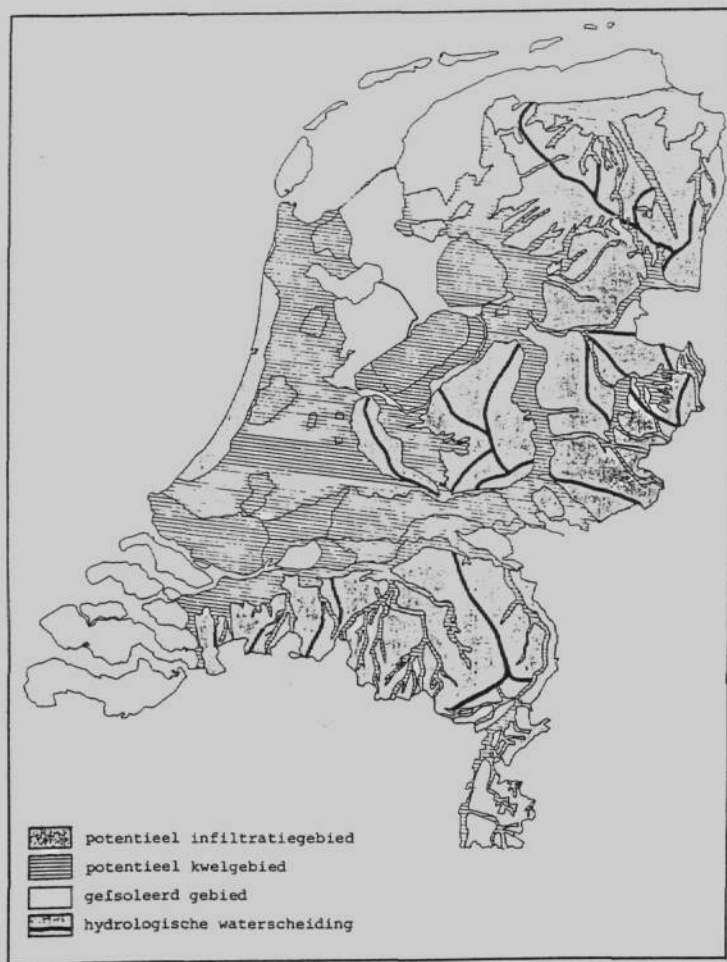 potentieel infiltratiegebied
potentieel kwelgebied
geïsoleerd gebied
hydrologische waterscheiding